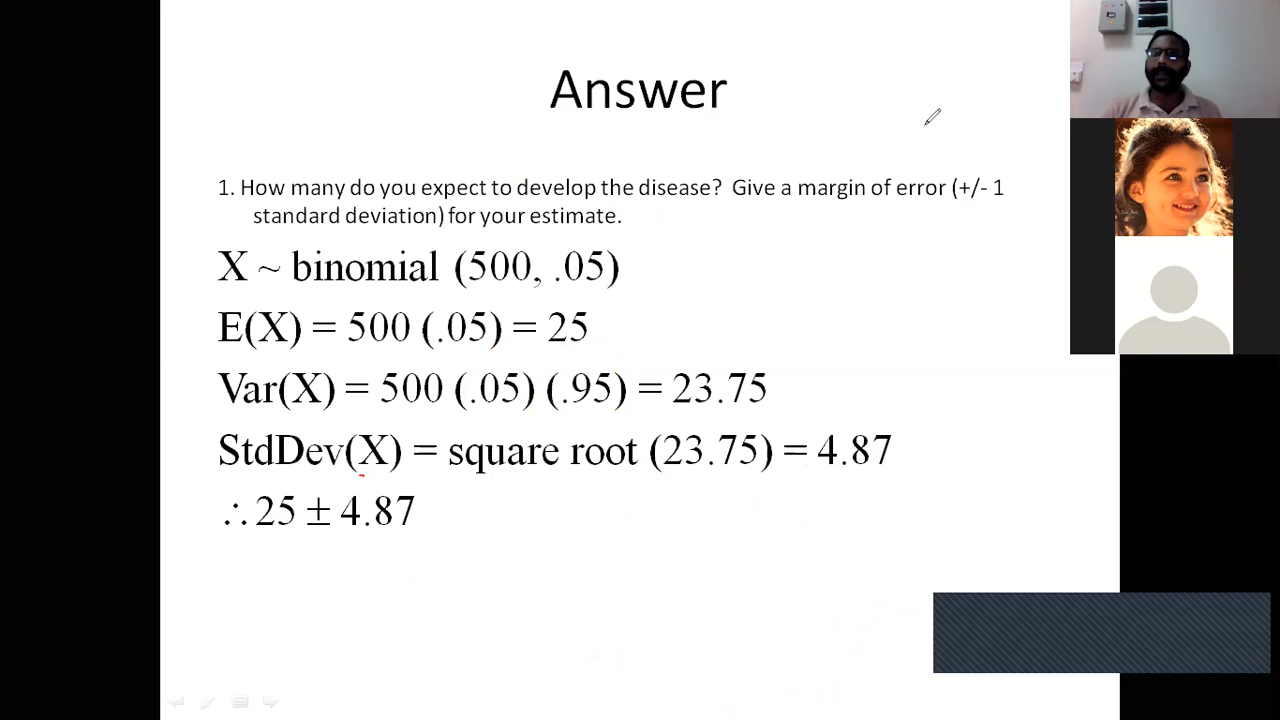 Answer
1. How many do you expect to develop the disease? Give a margin of error (+/- 1
standard deviation) for your estimate.
X ~ binomial (500, .05)
E(X) = 500 (.05) = 25
Var(X) = 500 (.05) (.95) = 23.75
StdDev(X) = square root (23.75) = 4.87
∴ 25 ± 4.87